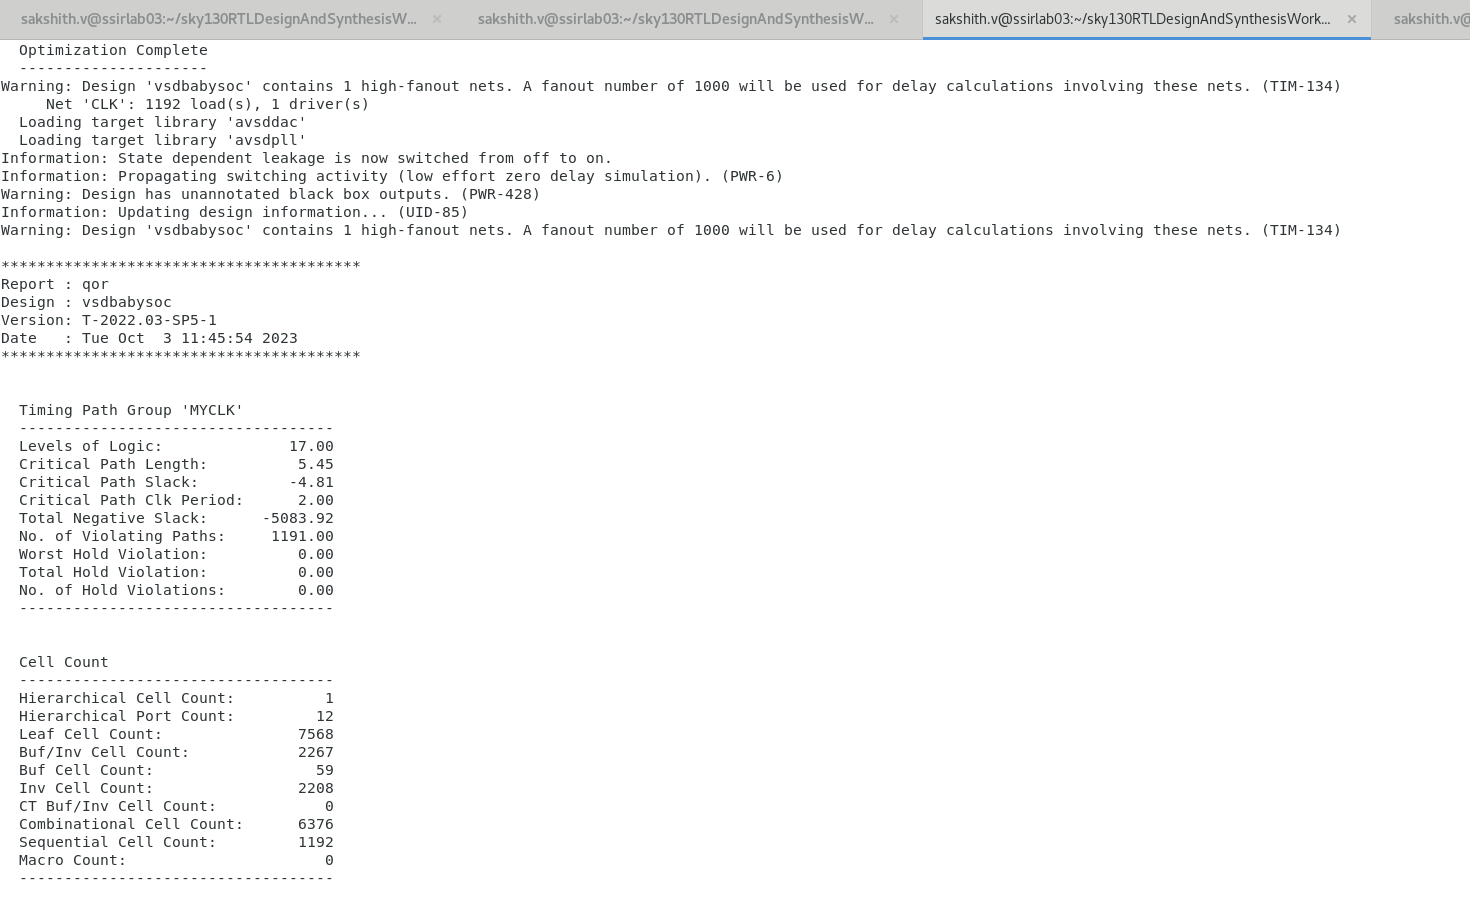 sakshith.v@ssirlab03:~/sky130RTLDesignAndSynthesisW... × sakshith.v@ssirlab03:~/sky130RTLDesignAndSynthesisW... × sakshith.v@ssirlab03:~/sky130RTLDesignAndSynthesisWork... × sakshith.v@
  Optimization Complete
  ---------------------
Warning: Design 'vsdbabysoc' contains 1 high-fanout nets. A fanout number of 1000 will be used for delay calculations involving these nets. (TIM-134)
     Net 'CLK': 1192 load(s), 1 driver(s)
  Loading target library 'avsddac'
  Loading target library 'avsdpll'
Information: State dependent leakage is now switched from off to on.
Information: Propagating switching activity (low effort zero delay simulation). (PWR-6)
Warning: Design has unannotated black box outputs. (PWR-428)
Information: Updating design information... (UID-85)
Warning: Design 'vsdbabysoc' contains 1 high-fanout nets. A fanout number of 1000 will be used for delay calculations involving these nets. (TIM-134)

****************************************
Report : qor
Design : vsdbabysoc
Version: T-2022.03-SP5-1
Date   : Tue Oct  3 11:45:54 2023
****************************************

  Timing Path Group 'MYCLK'
  -----------------------------------
  Levels of Logic:              17.00
  Critical Path Length:          5.45
  Critical Path Slack:          -4.81
  Critical Path Clk Period:      2.00
  Total Negative Slack:      -5083.92
  No. of Violating Paths:     1191.00
  Worst Hold Violation:          0.00
  Total Hold Violation:          0.00
  No. of Hold Violations:        0.00
  -----------------------------------

  Cell Count
  -----------------------------------
  Hierarchical Cell Count:          1
  Hierarchical Port Count:         12
  Leaf Cell Count:               7568
  Buf/Inv Cell Count:            2267
  Buf Cell Count:                  59
  Inv Cell Count:                2208
  CT Buf/Inv Cell Count:            0
  Combinational Cell Count:      6376
  Sequential Cell Count:         1192
  Macro Count:                      0
  -----------------------------------